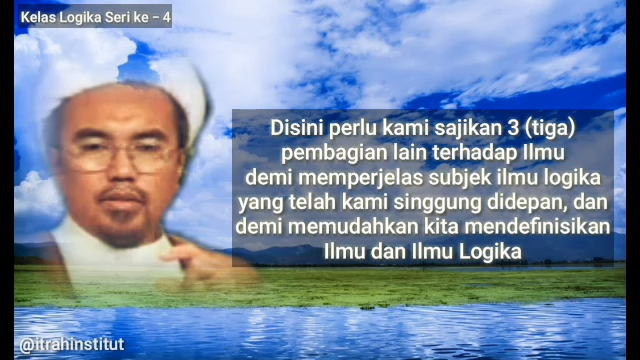 Kelas Logika Seri ke - 4
Disini perlu kami sajikan 3 (tiga)
pembagian lain terhadap Ilmu
demi memperjelas subjek ilmu logika
yang telah kami singgung didepan, dan
demi memudahkan kita mendefinisikan
Ilmu dan Ilmu Logika
@itrahinstitut